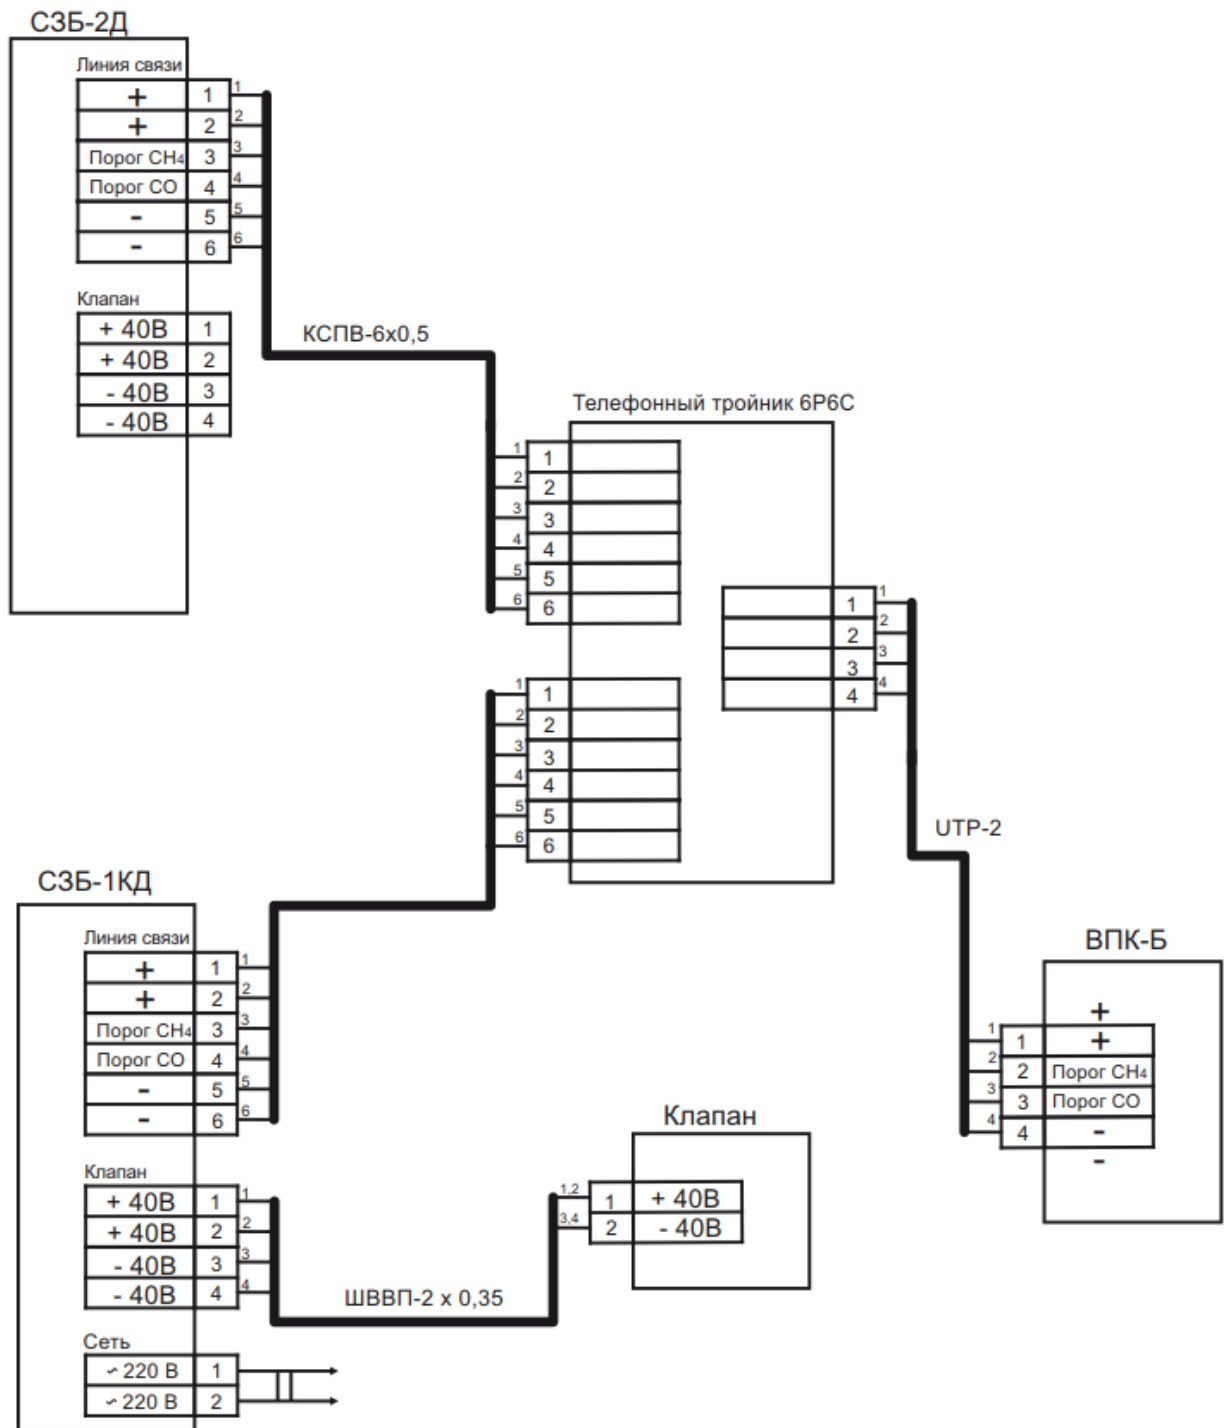 СЗБ-2Д
Линия связи
+ 1 1
+ 2 2
Порог CH4 3 3
Порог CO 4 4
- 5 5
- 6 6
Клапан
+ 40В 1
+ 40В 2
- 40В 3
- 40В 4
КСПВ-6х0,5
Телефонный тройник 6Р6С
1 1
2 2
3 3
4 4
5 5
6 6
1 1
2 2
3 3
4 4
1 1
2 2
3 3
4 4
5 5
6 6
UTP-2
СЗБ-1КД
Линия связи
+ 1 1
+ 2 2
Порог CH4 3 3
Порог CO 4 4
- 5 5
- 6 6
ВПК-Б
+
1 1 +
2 2 Порог CH4
3 3 Порог CO
4 4 -
-
Клапан
+ 40В 1 1
+ 40В 2 2
- 40В 3 3
- 40В 4 4
ШВВП-2 х 0,35
Клапан
1,2 1 + 40В
3,4 2 - 40В
Сеть
~ 220 В 1
~ 220 В 2